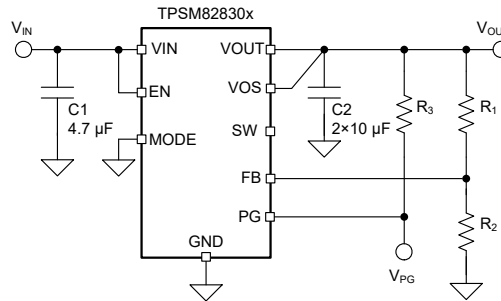 TPSM82830x
VIN
VIN
VOUT
VOU
EN
VOS
C1
4.7 µF
C2
2×10 µF
R3
R1
MODE
SW
FB
PG
R2
GND
VPG